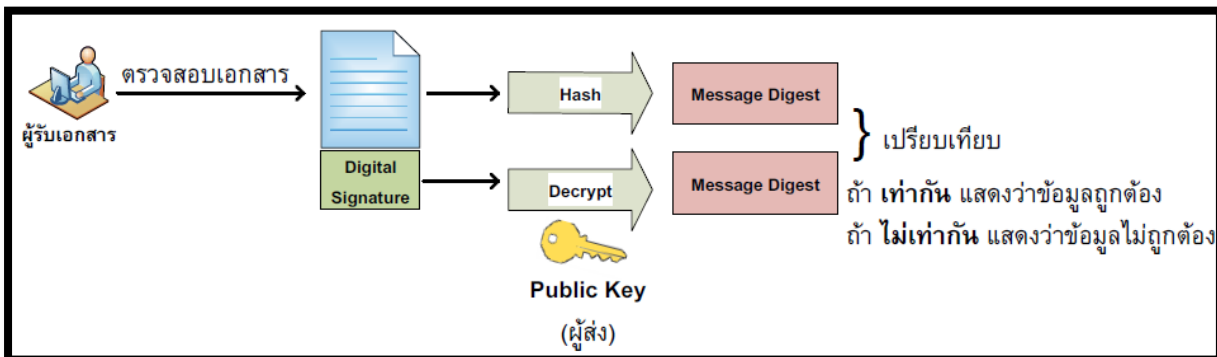 ตรวจสอบเอกสาร
ผู้รับเอกสาร
Hash
Message Digest
} เปรียบเทียบ
Digital
Signature
Decrypt
Message Digest
ถ้า เท่ากัน แสดงว่าข้อมูลถูกต้อง
ถ้า ไม่เท่ากัน แสดงว่าข้อมูลไม่ถูกต้อง
Public Key
(ผู้ส่ง)